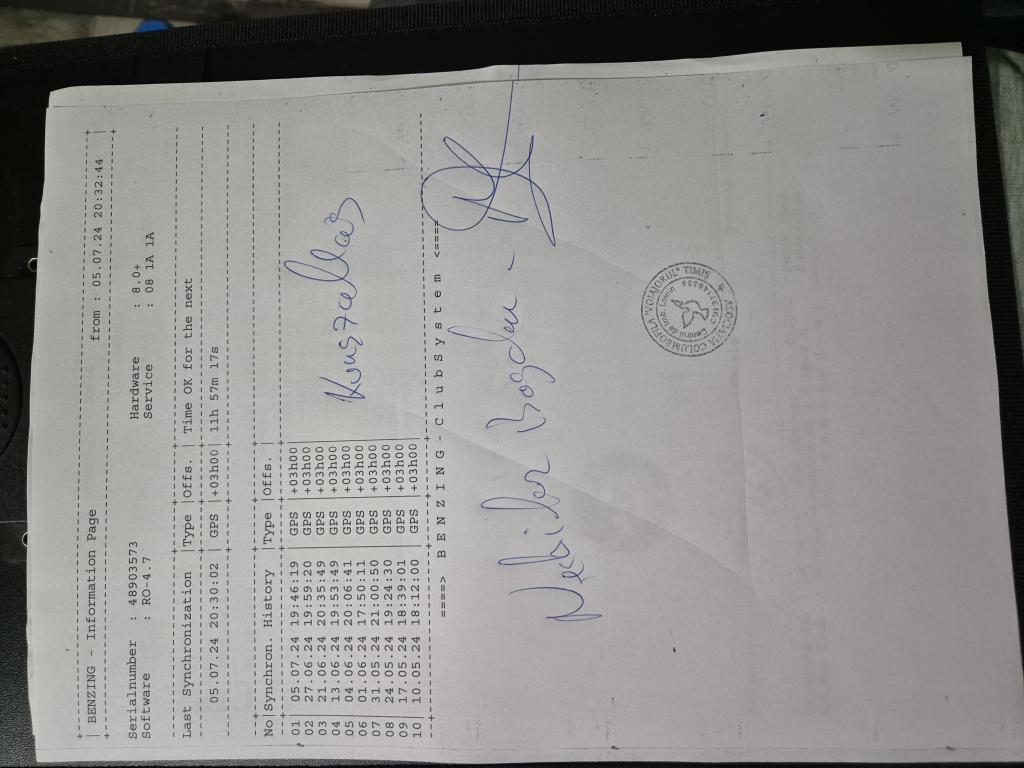 +-----------------------------------------------------------------------+
| BENZING - Information Page                  from : 05.07.24 20:32:44 |
+-----------------------------------------------------------------------+
Serialnumber : 48903573          Hardware : 8.0+
Software : RO-4.7                Service : 08 1A 1A
Last Synchronization |Type |Offs. | Time OK for the next
05.07.24 20:30:02 | GPS |+03h00| 11h 57m 17s
No|Synchron. History |Type |Offs.
01 | 05.07.24 19:46:19 | GPS |+03h00
02 | 27.06.24 19:59:20 | GPS |+03h00
03 | 21.06.24 20:35:49 | GPS |+03h00
04 | 13.06.24 19:53:49 | GPS |+03h00
05 | 04.06.24 20:06:41 | GPS |+03h00
06 | 01.06.24 17:50:11 | GPS |+03h00
07 | 31.05.24 21:00:50 | GPS |+03h00
08 | 24.05.24 19:24:30 | GPS |+03h00
09 | 17.05.24 18:39:01 | GPS |+03h00
10 | 10.05.24 18:12:00 | GPS |+03h00
====> B E N Z I N G - C l u b S y s t e m <====
Bogdan -
COLUMBOFILA "VOIAJORUL" TIMIS
Centrul de Imb.